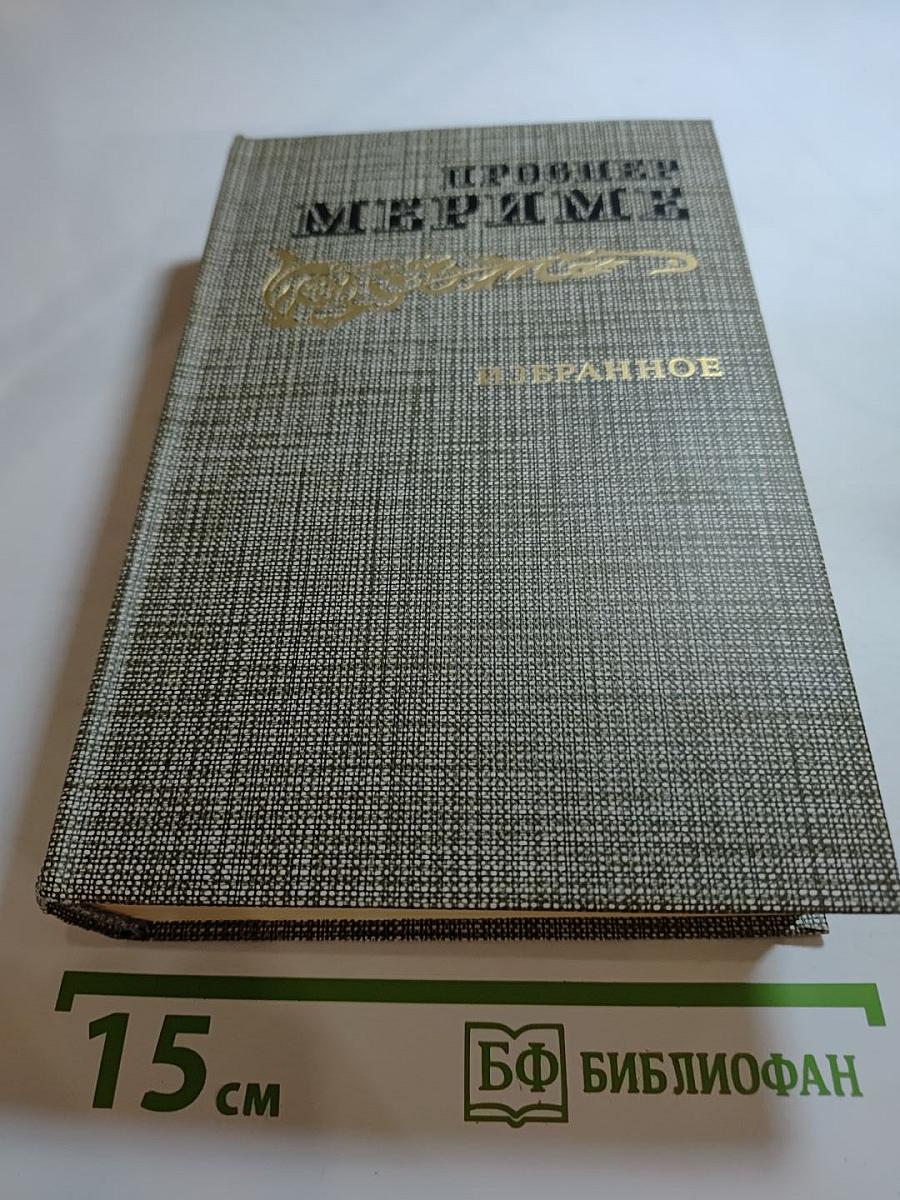 ПРОСПЕР
МЕРИМЕ
ИЗБРАННОЕ
15 см
БФ БИБЛИОФАН